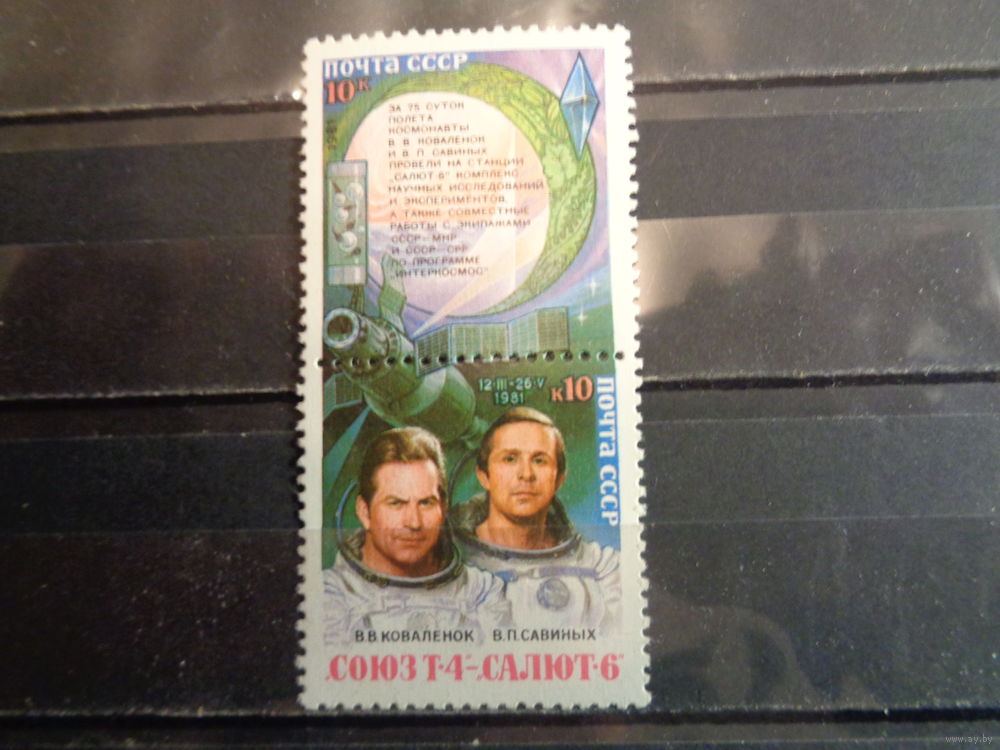 ПОЧТА СССР
10к
1981
ЗА 75 СУТОК
ПОЛЕТА
КОСМОНАВТЫ
В.В. КОВАЛЕНОК
И В.П. САВИНЫХ
ПРОВЕЛИ НА СТАНЦИИ
„САЛЮТ-6" КОМПЛЕКС
НАУЧНЫХ ИССЛЕДОВАНИЙ
И ЭКСПЕРИМЕНТОВ,
А ТАКЖЕ СОВМЕСТНЫЕ
РАБОТЫ С ЭКИПАЖАМИ
СССР-МНР
И СССР-СРР
ПО ПРОГРАММЕ
„ИНТЕРКОСМОС"
12·III-26·V
1981
к10
ПОЧТА СССР
В.В.КОВАЛЕНОК В.П.САВИНЫХ
„СОЮЗ Т-4"-„САЛЮТ-6"
www.ay.by